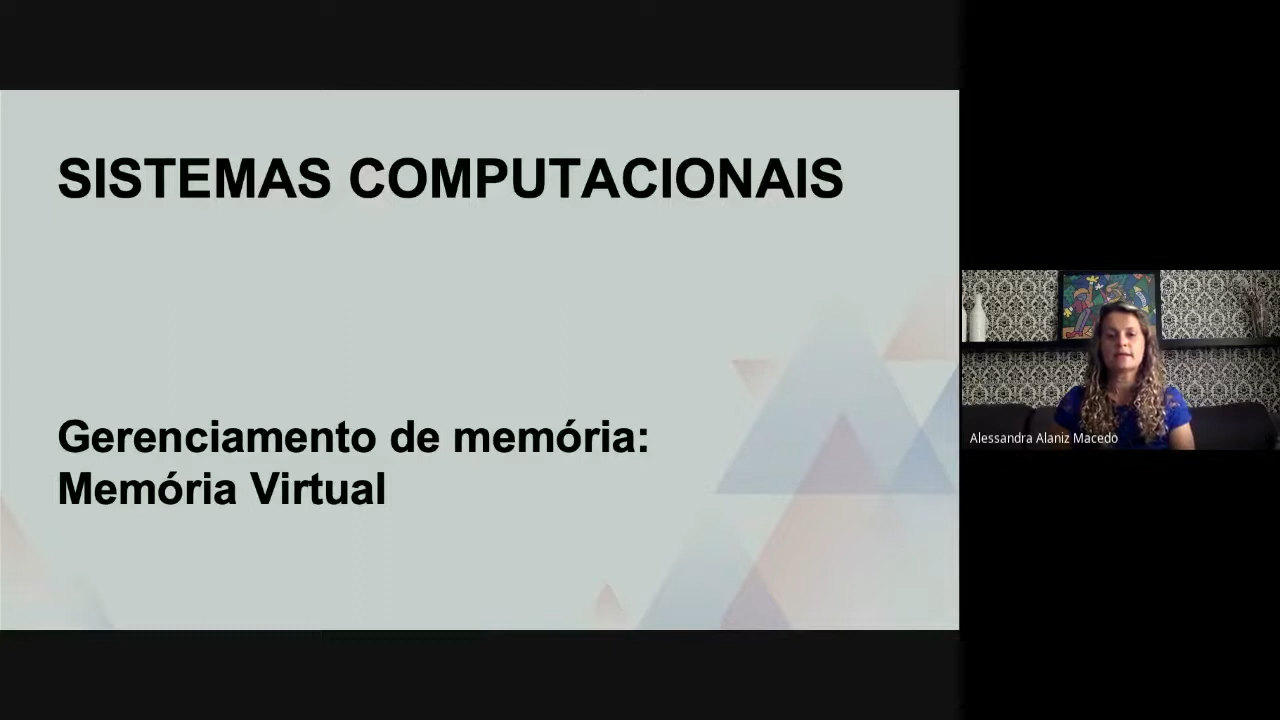 SISTEMAS COMPUTACIONAIS
Gerenciamento de memória:
Memória Virtual
Alessandra Alaniz Macedo